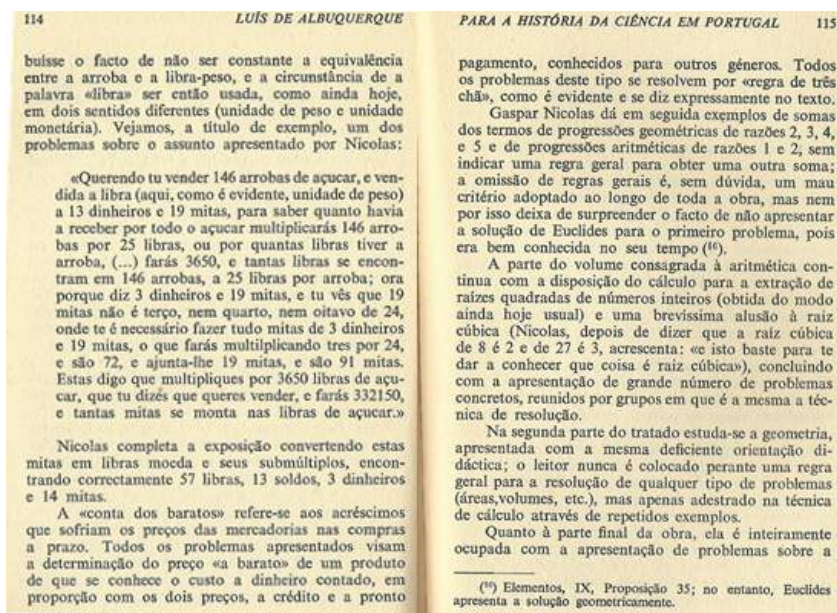 114 LUÍS DE ALBUQUERQUE
buísse o facto de não ser constante a equivalência
entre a arroba e a libra-peso, e a circunstância de a
palavra «libra» ser então usada, como ainda hoje,
em dois sentidos diferentes (unidade de peso e unidade
monetária). Vejamos, a título de exemplo, um dos
problemas sobre o assunto apresentado por Nicolas:
«Querendo tu vender 146 arrobas de açucar, e ven-
dida a libra (aqui, como é evidente, unidade de peso)
a 13 dinheiros e 19 mitas, para saber quanto havia
a receber por todo o açucar multiplicarás 146 arro-
bas por 25 libras, ou por quantas libras tiver a
arroba, (...) farás 3650, e tantas libras se encon-
tram em 146 arrobas, a 25 libras por arroba; ora
porque diz 3 dinheiros e 19 mitas, e tu vês que 19
mitas não é terço, nem quarto, nem oitavo de 24,
onde te é necessário fazer tudo mitas de 3 dinheiros
e 19 mitas, o que farás multilplicando tres por 24,
e são 72, e ajunta-lhe 19 mitas, e são 91 mitas.
Estas digo que multipliques por 3650 libras de açu-
car, que tu dizés que queres vender, e farás 332150,
e tantas mitas se monta nas libras de açucar.»
Nicolas completa a exposição convertendo estas
mitas em libras moeda e seus submúltiplos, encon-
trando correctamente 57 libras, 13 soldos, 3 dinheiros
e 14 mitas.
A «conta dos baratos» refere-se aos acréscimos
que sofriam os preços das mercadorias nas compras
a prazo. Todos os problemas apresentados visam
a determinação do preço «a barato» de um produto
de que se conhece o custo a dinheiro contado, em
proporção com os dois preços, a crédito e a pronto
PARA A HISTÓRIA DA CIÊNCIA EM PORTUGAL 115
pagamento, conhecidos para outros géneros. Todos
os problemas deste tipo se resolvem por «regra de três
chã», como é evidente e se diz expressamente no texto.
Gaspar Nicolas dá em seguida exemplos de somas
dos termos de progressões geométricas de razões 2, 3, 4,
e 5 e de progressões aritméticas de razões 1 e 2, sem
indicar uma regra geral para obter uma outra soma;
a omissão de regras gerais é, sem dúvida, um mau
critério adoptado ao longo de toda a obra, mas nem
por isso deixa de surpreender o facto de não apresentar
a solução de Euclides para o primeiro problema, pois
era bem conhecida no seu tempo (¹⁶).
A parte do volume consagrada à aritmética con-
tinua com a disposição do cálculo para a extração de
raízes quadradas de números inteiros (obtida do modo
ainda hoje usual) e uma brevíssima alusão à raiz
cúbica (Nicolas, depois de dizer que a raíz cúbica
de 8 é 2 e de 27 é 3, acrescenta: «e isto baste para te
dar a conhecer que coisa é raiz cúbica»), concluindo
com a apresentação de grande número de problemas
concretos, reunidos por grupos em que é a mesma a téc-
nica de resolução.
Na segunda parte do tratado estuda-se a geometria,
apresentada com a mesma deficiente orientação di-
dáctica; o leitor nunca é colocado perante uma regra
geral para a resolução de qualquer tipo de problemas
(áreas,volumes, etc.), mas apenas adestrado na técnica
de cálculo através de repetidos exemplos.
Quanto à parte final da obra, ela é inteiramente
ocupada com a apresentação de problemas sobre a
(¹⁶) Elementos, IX, Proposição 35; no entanto, Euclides
apresenta a solução geometricamente.